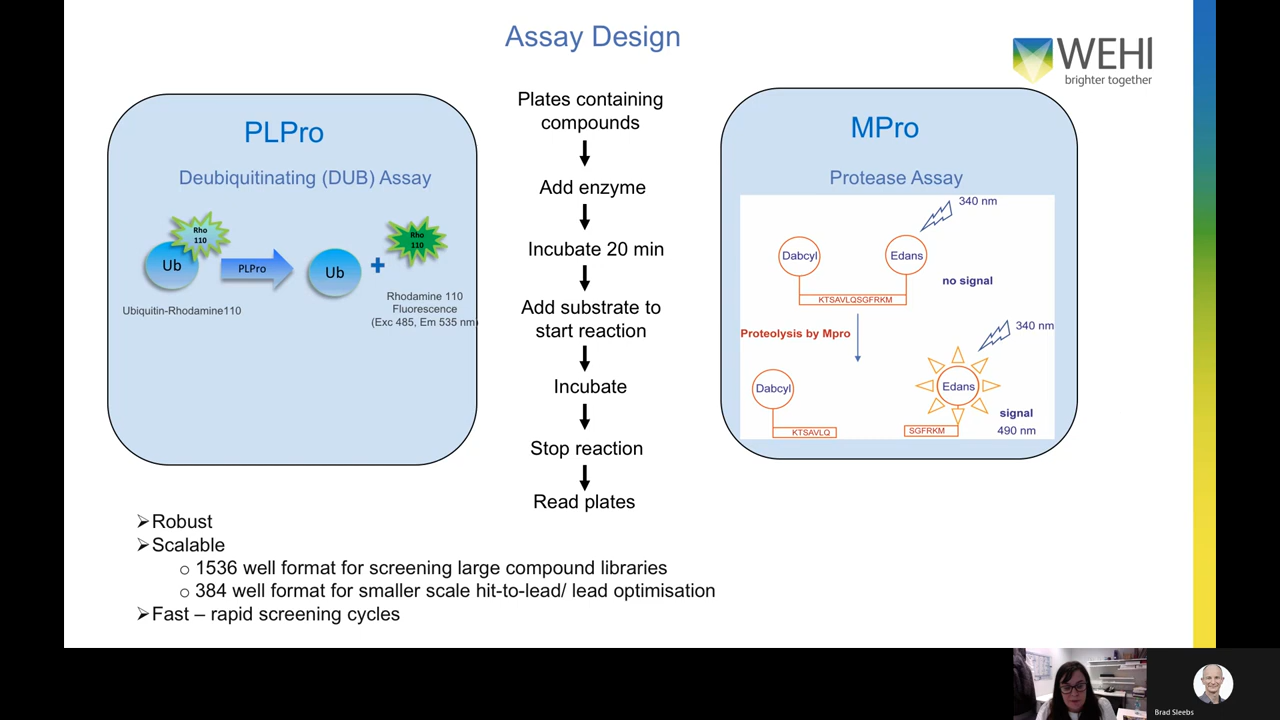 Assay Design
WEHI
brighter together
PLPro
Deubiquitinating (DUB) Assay
Rho
110
Ub
PLPro
Ub
+
Rho
110
Ubiquitin-Rhodamine110
Rhodamine 110
Fluorescence
(Exc 485, Em 535 nm)
Plates containing
compounds
Add enzyme
Incubate 20 min
Add substrate to
start reaction
Incubate
Stop reaction
Read plates
MPro
Protease Assay
340 nm
Dabcyl
Edans
no signal
KTSAVLQSGFRKM
Proteolysis by Mpro
340 nm
Dabcyl
Edans
signal
490 nm
KTSAVLQ
SGFRKM
➢Robust
➢Scalable
o 1536 well format for screening large compound libraries
o 384 well format for smaller scale hit-to-lead/ lead optimisation
➢Fast – rapid screening cycles
Brad Sleebs